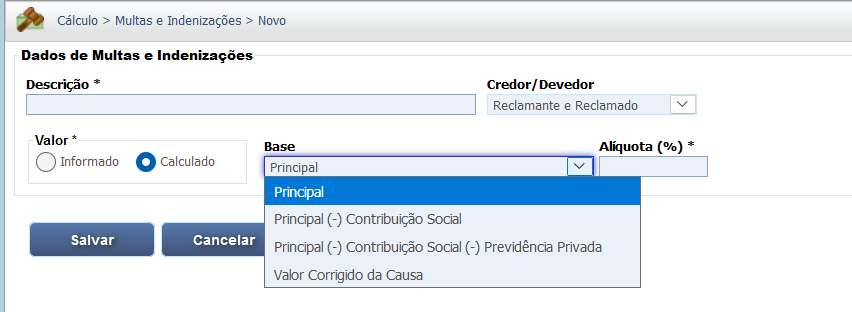 Cálculo > Multas e Indenizações > Novo
Dados de Multas e Indenizações
Descrição *
Credor/Devedor
Reclamante e Reclamado
Valor *
Informado
Calculado
Base
Principal
Alíquota (%) *
Principal
Principal (-) Contribuição Social
Principal (-) Contribuição Social (-) Previdência Privada
Valor Corrigido da Causa
Salvar
Cancelar